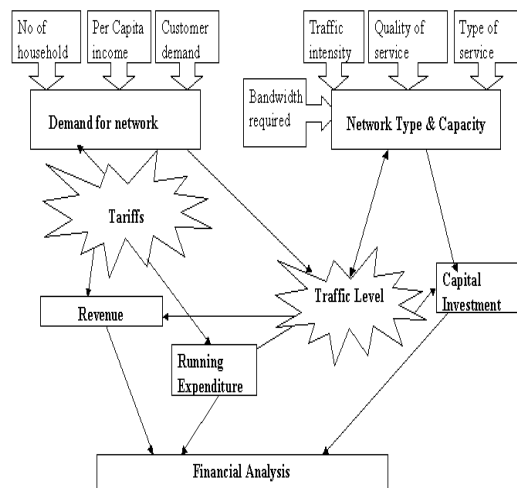 No of
household
Per Capita
income
Customer
demand
Traffic
intensity
Quality of
service
Type of
service
Bandwidth
required
Demand for network
Network Type & Capacity
Tariffs
Traffic Level
Capital
Investment
Revenue
Running
Expenditure
Financial Analysis